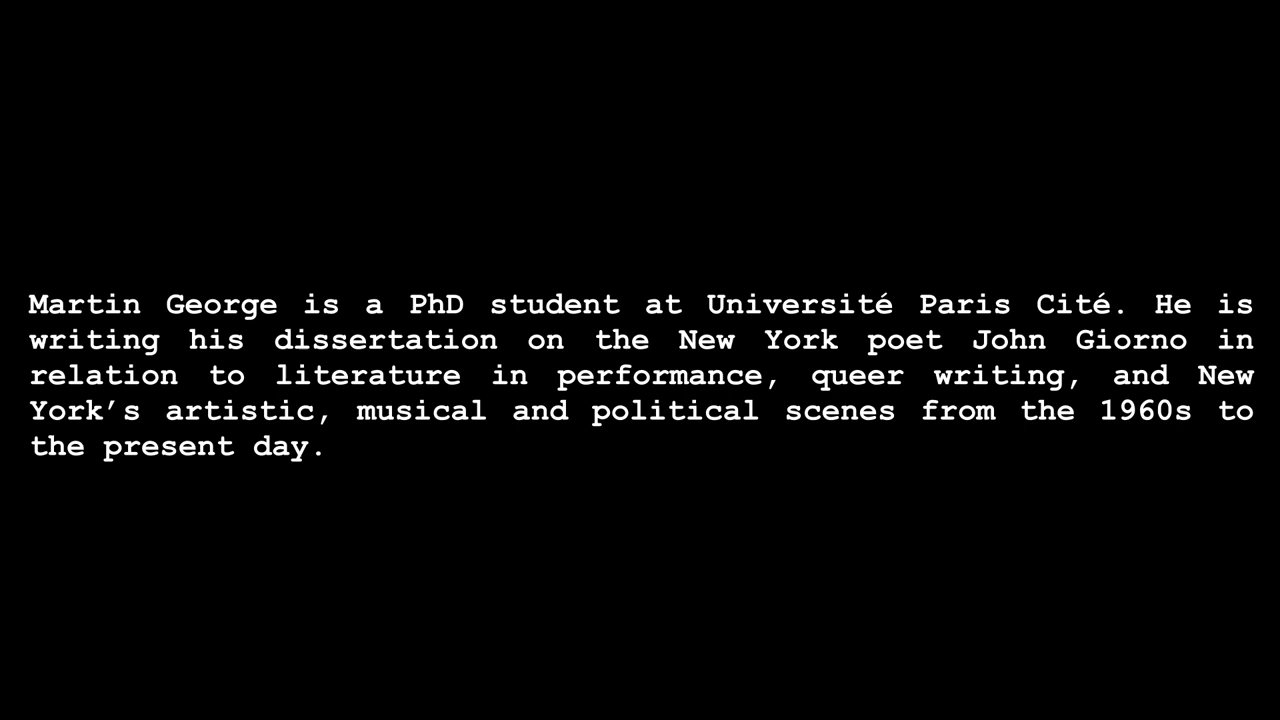 Martin George is a PhD student at Université Paris Cité. He is
writing his dissertation on the New York poet John Giorno in
relation to literature in performance, queer writing, and New
York’s artistic, musical and political scenes from the 1960s to
the present day.